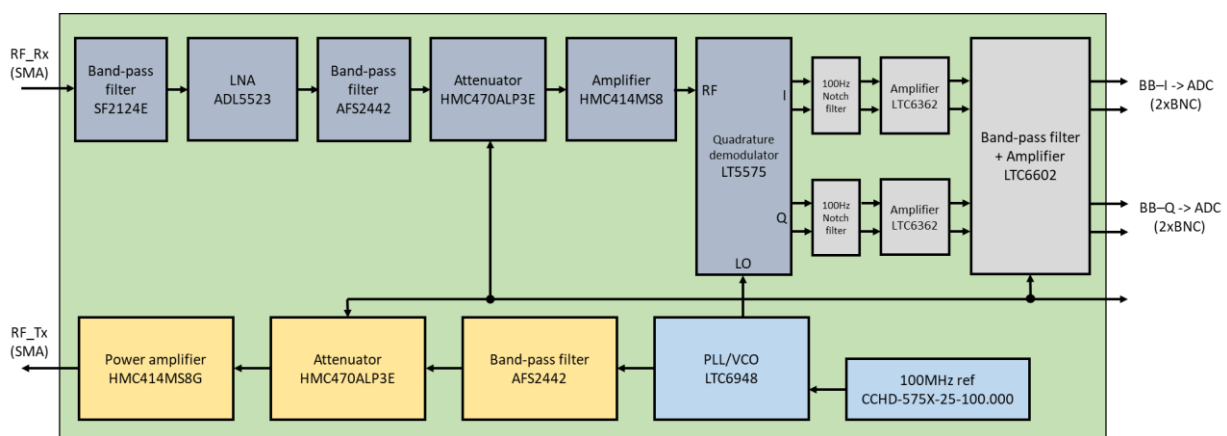 RF_Rx
(SMA)
Band-pass
filter
SF2124E
LNA
ADL5523
Band-pass
filter
AFS2442
Attenuator
HMC470ALP3E
Amplifier
HMC414MS8
RF
I
Quadrature
demodulator
LT5575
Q
LO
100Hz
Notch
filter
Amplifier
LTC6362
100Hz
Notch
filter
Amplifier
LTC6362
Band-pass filter
+ Amplifier
LTC6602
BB–I -> ADC
(2xBNC)
BB–Q -> ADC
(2xBNC)
RF_Tx
(SMA)
Power amplifier
HMC414MS8G
Attenuator
HMC470ALP3E
Band-pass filter
AFS2442
PLL/VCO
LTC6948
100MHz ref
CCHD-575X-25-100.000